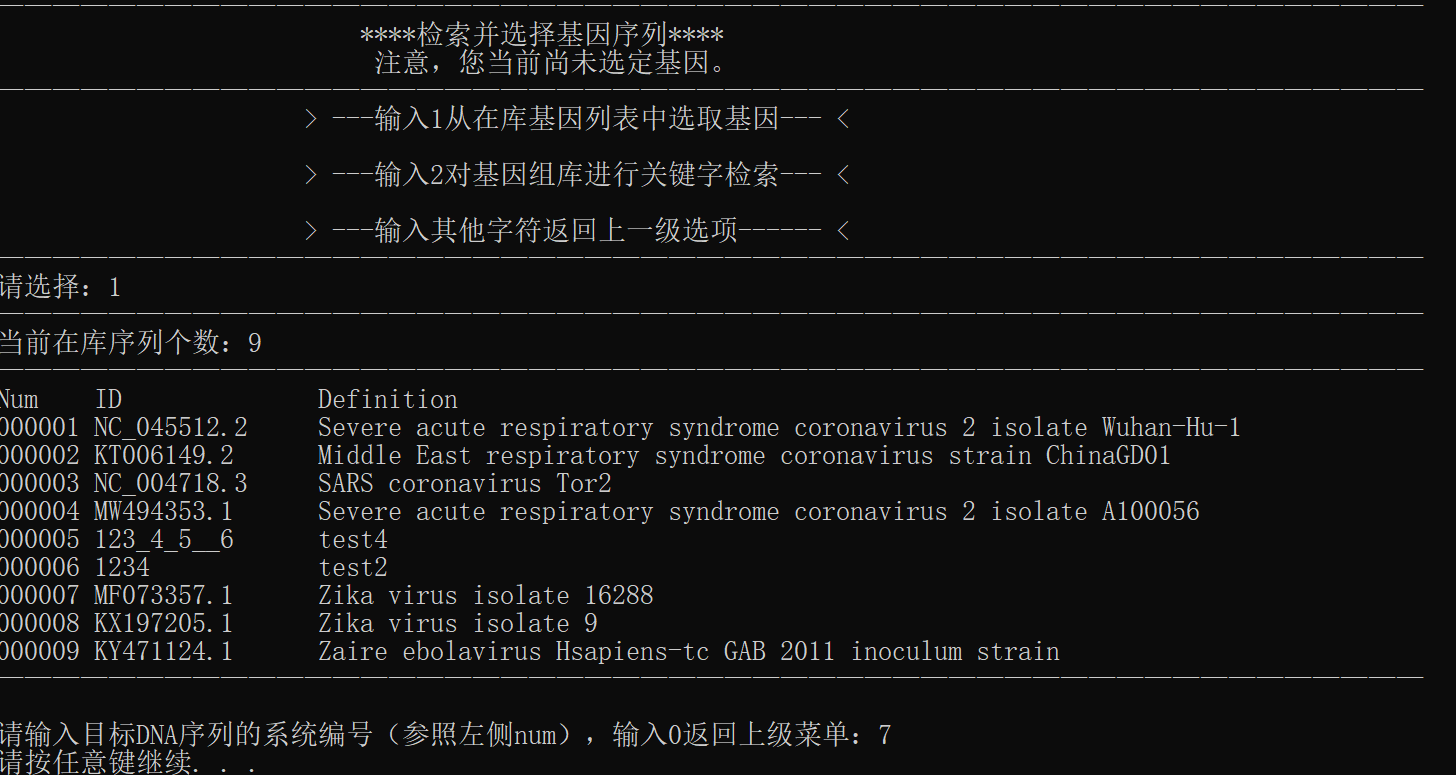 ****检索并选择基因序列****
注意，您当前尚未选定基因。
> ---输入1从在库基因列表中选取基因--- <
> ---输入2对基因组库进行关键字检索--- <
> ---输入其他字符返回上一级选项------ <
请选择：1
当前在库序列个数：9
Num ID Definition
000001 NC_045512.2 Severe acute respiratory syndrome coronavirus 2 isolate Wuhan-Hu-1
000002 KT006149.2 Middle East respiratory syndrome coronavirus strain ChinaGD01
000003 NC_004718.3 SARS coronavirus Tor2
000004 MW494353.1 Severe acute respiratory syndrome coronavirus 2 isolate A100056
000005 123_4_5__6 test4
000006 1234 test2
000007 MF073357.1 Zika virus isolate 16288
000008 KX197205.1 Zika virus isolate 9
000009 KY471124.1 Zaire ebolavirus Hsapiens-tc GAB 2011 inoculum strain
请输入目标DNA序列的系统编号（参照左侧num），输入0返回上级菜单：7
请按任意键继续. . .